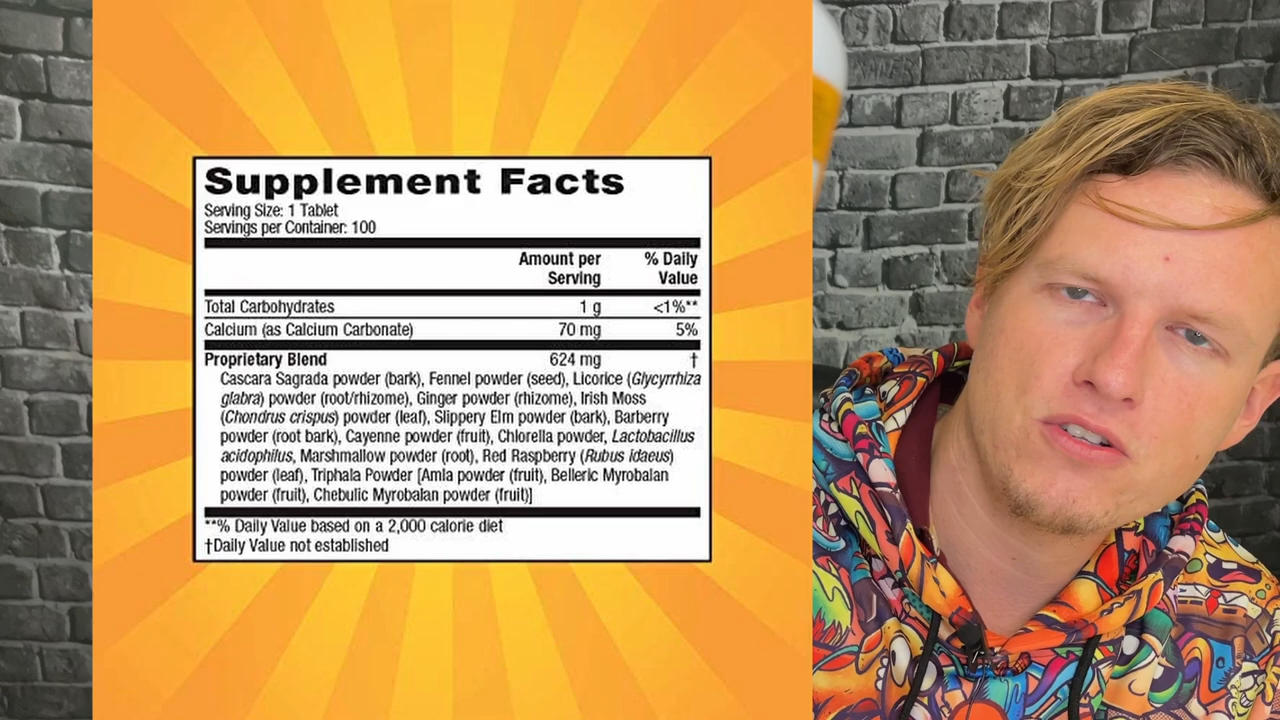 Supplement Facts
Serving Size: 1 Tablet
Servings per Container: 100
Amount per Serving
% Daily Value
Total Carbohydrates 1 g <1%**
Calcium (as Calcium Carbonate) 70 mg 5%
Proprietary Blend 624 mg †
Cascara Sagrada powder (bark), Fennel powder (seed), Licorice (Glycyrrhiza
glabra) powder (root/rhizome), Ginger powder (rhizome), Irish Moss
(Chondrus crispus) powder (leaf), Slippery Elm powder (bark), Barberry
powder (root bark), Cayenne powder (fruit), Chlorella powder, Lactobacillus
acidophilus, Marshmallow powder (root), Red Raspberry (Rubus idaeus)
powder (leaf), Triphala Powder [Amla powder (fruit), Belleric Myrobalan
powder (fruit), Chebulic Myrobalan powder (fruit)]
**% Daily Value based on a 2,000 calorie diet
†Daily Value not established